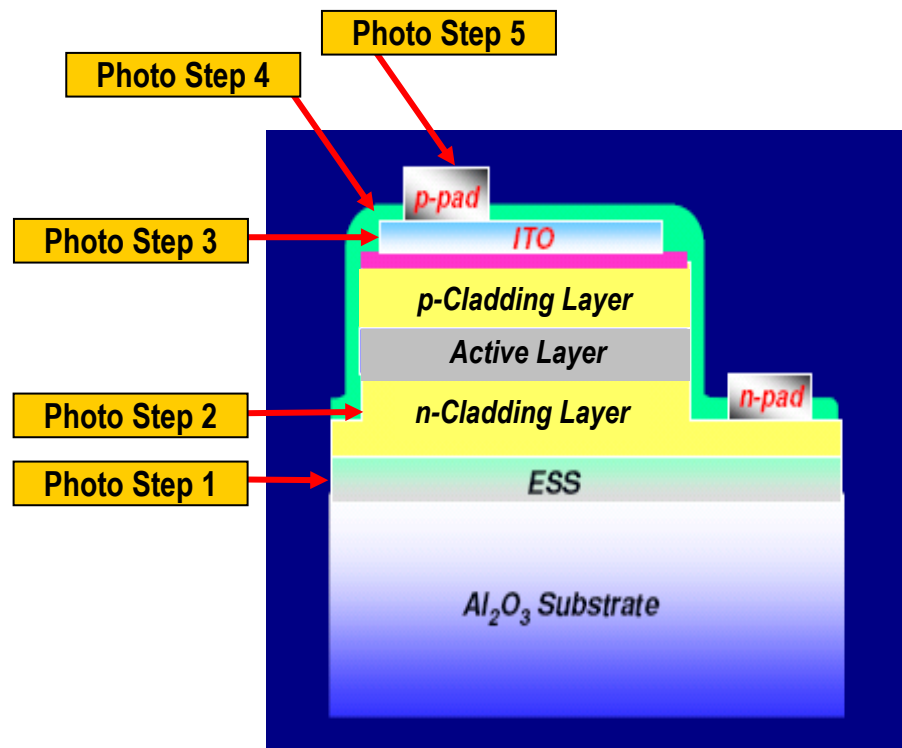 Photo Step 5
Photo Step 4
p-pad
Photo Step 3
ITO
p-Cladding Layer
Active Layer
n-pad
Photo Step 2
n-Cladding Layer
Photo Step 1
ESS
Al₂O₃ Substrate